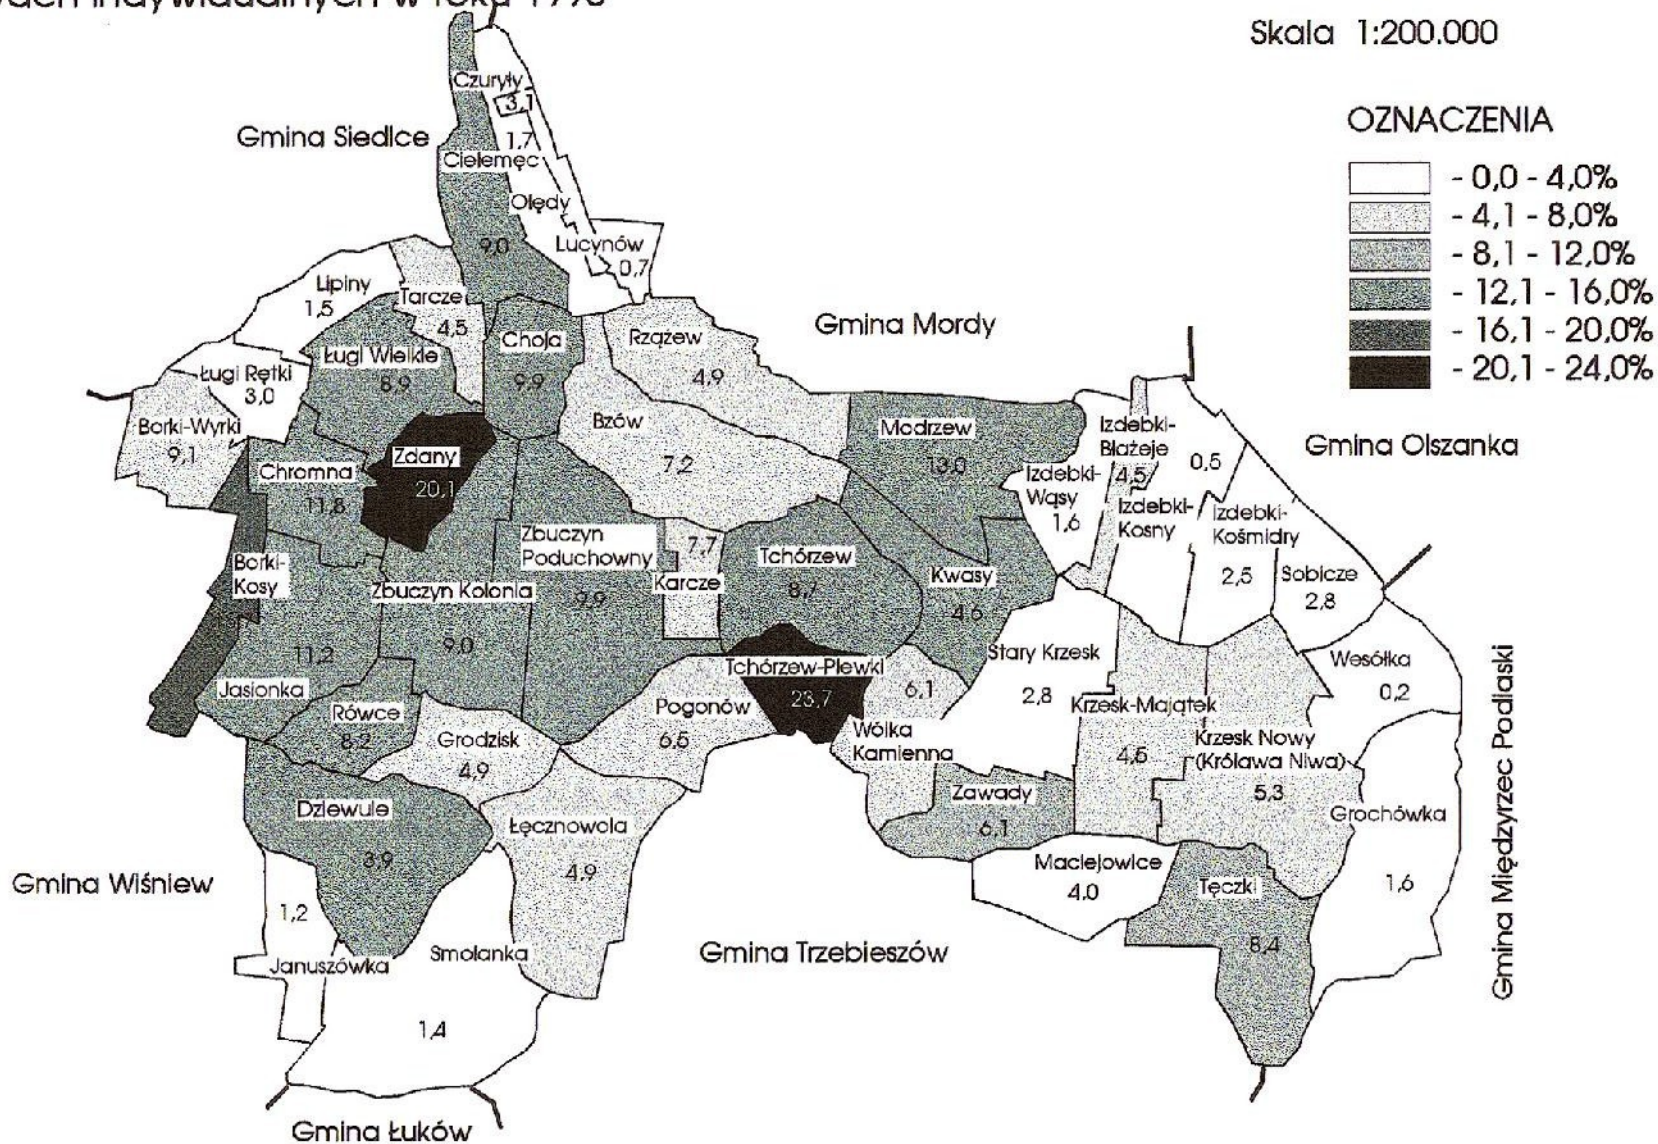 indywidualnych w roku
Skala 1:200.000
OZNACZENIA
- 0,0 - 4,0%
- 4,1 - 8,0%
- 8,1 - 12,0%
- 12,1 - 16,0%
- 16,1 - 20,0%
- 20,1 - 24,0%
Gmina Siedlce
Czuryły
3,1
1,7
Cielemęc
Olędy
9,0
Lucynów
0,7
Lipiny
1,5
Tarcze
4,5
Ługi Wielkie
8,9
Choja
9,9
Rzążew
4,9
Gmina Mordy
Ługi Rętki
3,0
Borki-Wyrki
9,1
Chromna
11,8
Zdany
20,1
Bzów
7,2
Modrzew
13,0
Izdebki-
Błażeje
4,5
Izdebki-
Wąsy
1,6
0,5
Izdebki-
Kosny
Izdebki-
Kośmidry
2,5
Sobicze
2,8
Gmina Olszanka
Borki-
Kosy
Zbuczyn Kolonia
9,0
Zbuczyn
Poduchowny
9,9
7,7
Karcze
Tchórzew
8,7
Kwasy
4,6
11,2
Jasionka
Rówce
8,2
Grodzisk
4,9
Pogonów
6,5
Tchórzew-Plewki
23,7
6,1
Wólka
Kamienna
Stary Krzesk
2,8
Krzesk-Majątek
4,5
Krzesk Nowy
(Królawa Niwa)
5,3
Wesółka
0,2
Grochówka
1,6
Gmina Międzyrzec Podlaski
Dziewule
3,9
Łęcznowola
4,9
Zawady
6,1
Maciejowice
4,0
Tęczki
8,4
Gmina Wiśniew
1,2
Januszówka
Smolanka
1,4
Gmina Trzebieszów
Gmina Łuków